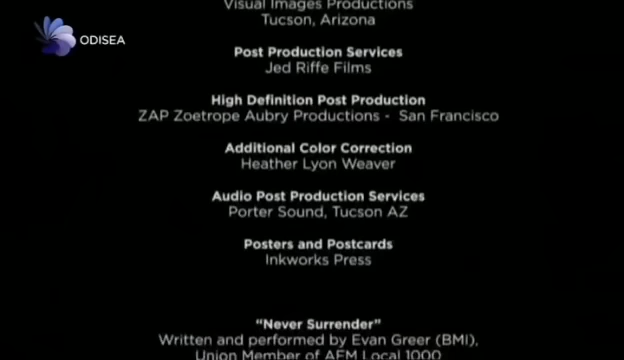 Visual Images Productions
Tucson, Arizona
ODISEA
Post Production Services
Jed Riffe Films
High Definition Post Production
ZAP Zoetrope Aubry Productions - San Francisco
Additional Color Correction
Heather Lyon Weaver
Audio Post Production Services
Porter Sound, Tucson AZ
Posters and Postcards
Inkworks Press
“Never Surrender”
Written and performed by Evan Greer (BMI),
Union Member of AFM Local 1000